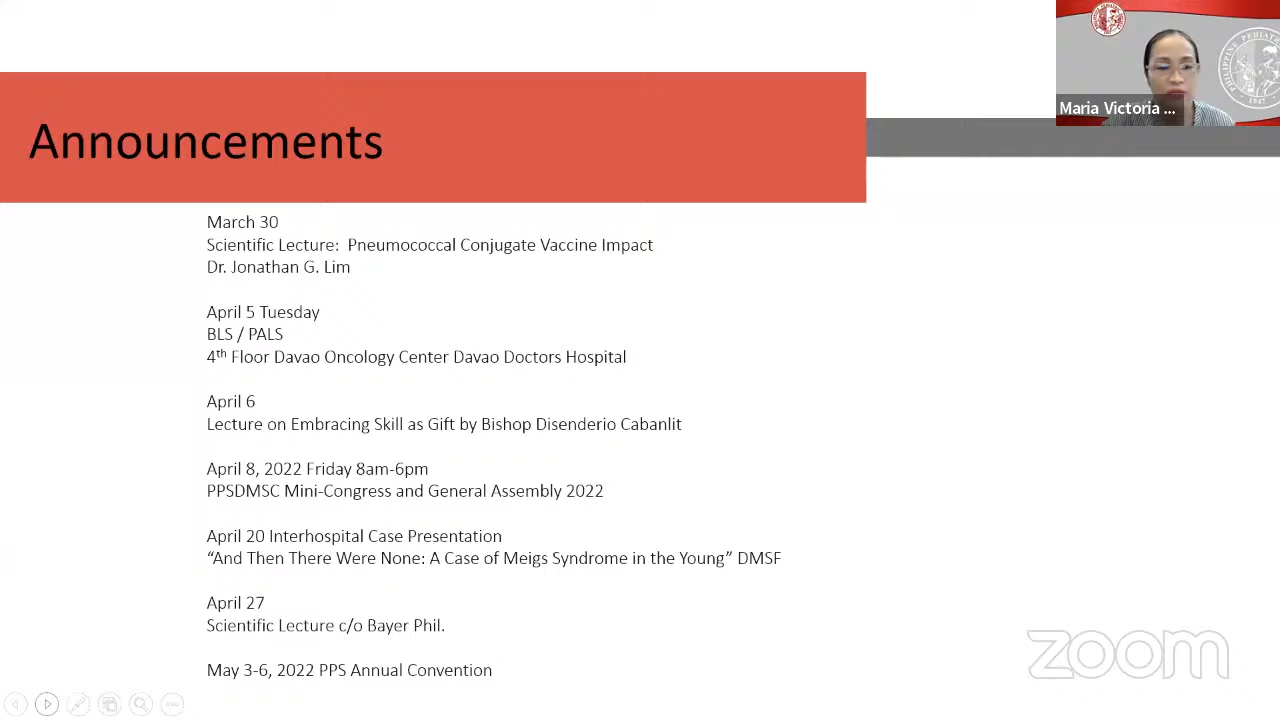 Announcements
Maria Victoria ...
March 30
Scientific Lecture:  Pneumococcal Conjugate Vaccine Impact
Dr. Jonathan G. Lim
April 5 Tuesday
BLS / PALS
4th Floor Davao Oncology Center Davao Doctors Hospital
April 6
Lecture on Embracing Skill as Gift by Bishop Disenderio Cabanlit
April 8, 2022 Friday 8am-6pm
PPSDMSC Mini-Congress and General Assembly 2022
April 20 Interhospital Case Presentation
“And Then There Were None: A Case of Meigs Syndrome in the Young” DMSF
April 27
Scientific Lecture c/o Bayer Phil.
May 3-6, 2022 PPS Annual Convention
zoom